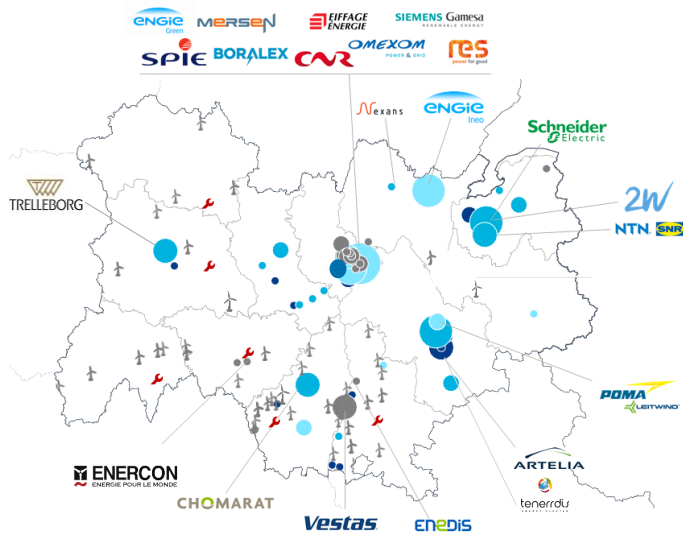 ENGIE
Green
MERSEN
EIFFAGE
ÉNERGIE
SIEMENS Gamesa
RENEWABLE ENERGY
SPIE
BORALEX
CNR
OMEXOM
POWER & GRID
res
power for good
Nexans
ENGIE
Ineo
Schneider
Electric
TRELLEBORG
2W
NTN. SNR
POMA
LEITWIND
ENERCON
ENERGIE POUR LE MONDE
ARTELIA
tenerrdis
CHOMARAT
Vestas
ENEDIS